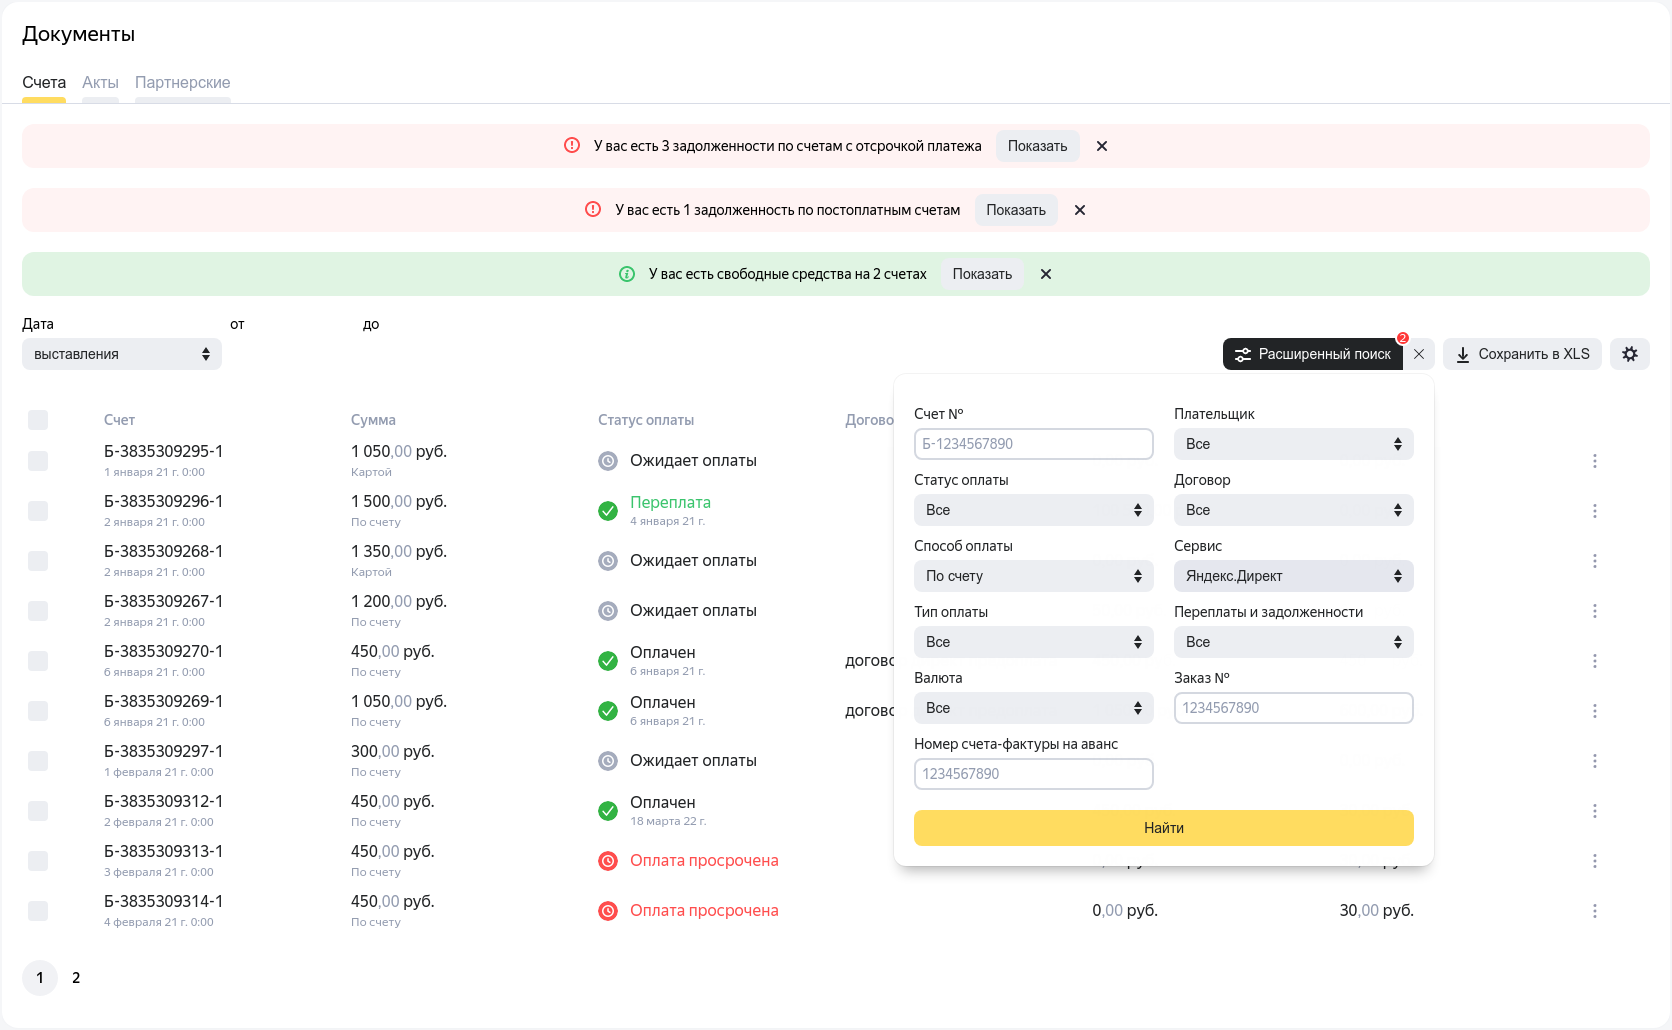 Документы
Счета Акты Партнерские
У вас есть 3 задолженности по счетам с отсрочкой платежа Показать
У вас есть 1 задолженность по постоплатным счетам Показать
У вас есть свободные средства на 2 счетах Показать
Дата от до
выставления Расширенный поиск 2 Сохранить в XLS
Счет Сумма Статус оплаты Догово
Б-3835309295-1 1 050,00 руб. Ожидает оплаты
1 января 21 г. 0:00 Картой
Б-3835309296-1 1 500,00 руб. Переплата
2 января 21 г. 0:00 По счету 4 января 21 г.
Б-3835309268-1 1 350,00 руб. Ожидает оплаты
2 января 21 г. 0:00 Картой
Б-3835309267-1 1 200,00 руб. Ожидает оплаты
2 января 21 г. 0:00 По счету
Б-3835309270-1 450,00 руб. Оплачен догово
6 января 21 г. 0:00 По счету 6 января 21 г.
Б-3835309269-1 1 050,00 руб. Оплачен догово
6 января 21 г. 0:00 По счету 6 января 21 г.
Б-3835309297-1 300,00 руб. Ожидает оплаты
1 февраля 21 г. 0:00 По счету
Б-3835309312-1 450,00 руб. Оплачен
2 февраля 21 г. 0:00 По счету 18 марта 22 г.
Б-3835309313-1 450,00 руб. Оплата просрочена
3 февраля 21 г. 0:00 По счету
Б-3835309314-1 450,00 руб. Оплата просрочена 0,00 руб. 30,00 руб.
4 февраля 21 г. 0:00 По счету
Счет № Плательщик
Б-1234567890 Все
Статус оплаты Договор
Все Все
Способ оплаты Сервис
По счету Яндекс.Директ
Тип оплаты Переплаты и задолженности
Все Все
Валюта Заказ №
Все 1234567890
Номер счета-фактуры на аванс
1234567890
Найти
1 2